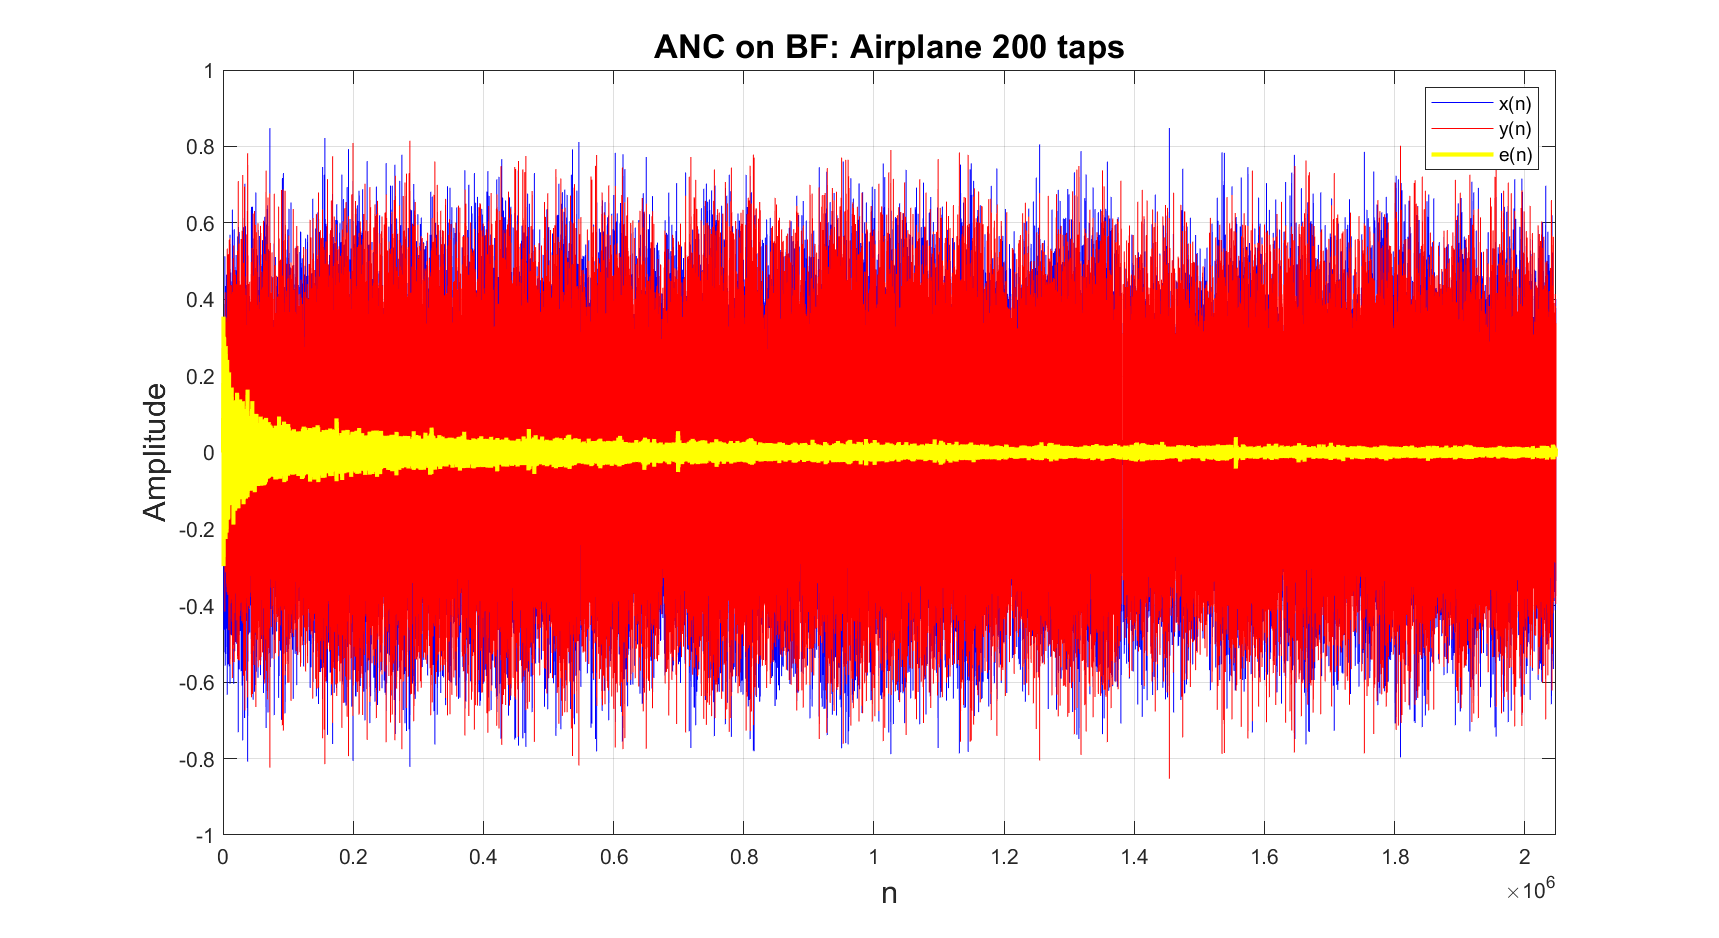 ANC on BF: Airplane 200 taps
x(n)
y(n)
e(n)
Amplitude
1
0.8
0.6
0.4
0.2
0
-0.2
-0.4
-0.6
-0.8
-1
0 0.2 0.4 0.6 0.8 1 1.2 1.4 1.6 1.8 2
n
×10⁶